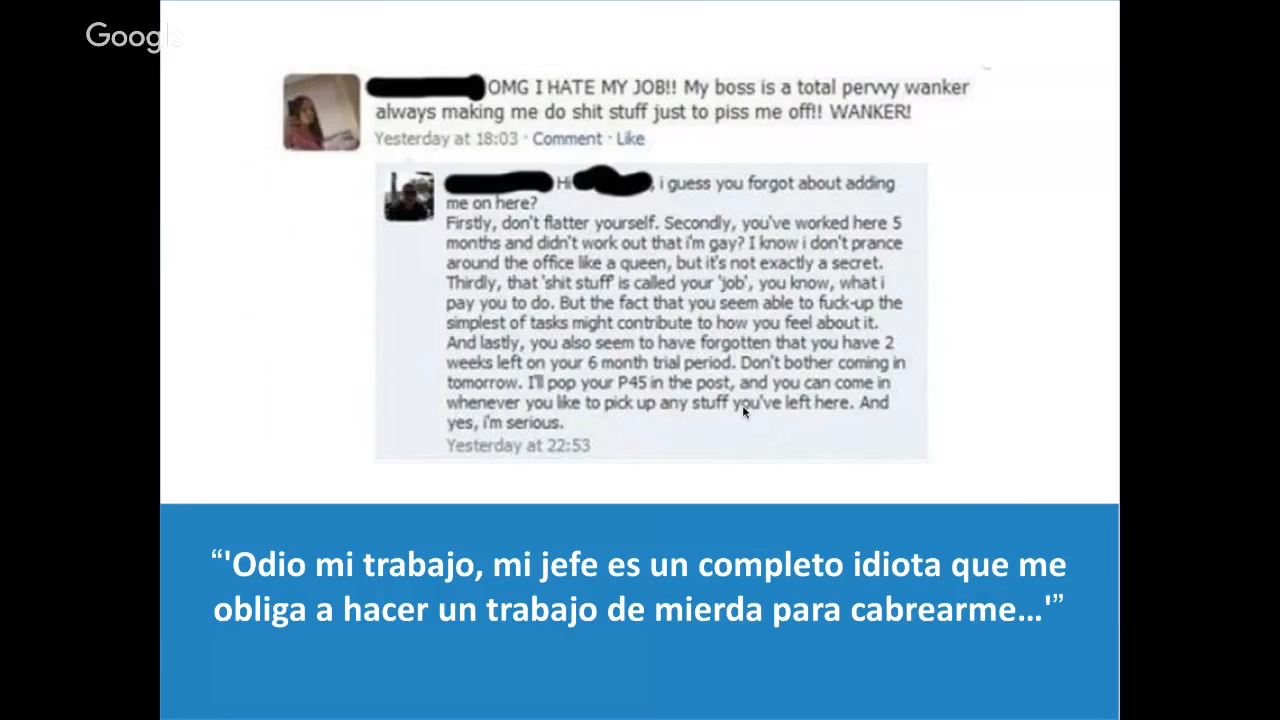 Google
OMG I HATE MY JOB!! My boss is a total pervvy wanker
always making me do shit stuff just to piss me off!! WANKER!
Yesterday at 18:03 · Comment · Like
Hi , i guess you forgot about adding
me on here?
Firstly, don't flatter yourself. Secondly, you've worked here 5
months and didn't work out that i'm gay? I know i don't prance
around the office like a queen, but it's not exactly a secret.
Thirdly, that 'shit stuff' is called your 'job', you know, what i
pay you to do. But the fact that you seem able to fuck-up the
simplest of tasks might contribute to how you feel about it.
And lastly, you also seem to have forgotten that you have 2
weeks left on your 6 month trial period. Don't bother coming in
tomorrow. I'll pop your P45 in the post, and you can come in
whenever you like to pick up any stuff you've left here. And
yes, i'm serious.
Yesterday at 22:53
“'Odio mi trabajo, mi jefe es un completo idiota que me
obliga a hacer un trabajo de mierda para cabrearme...'”